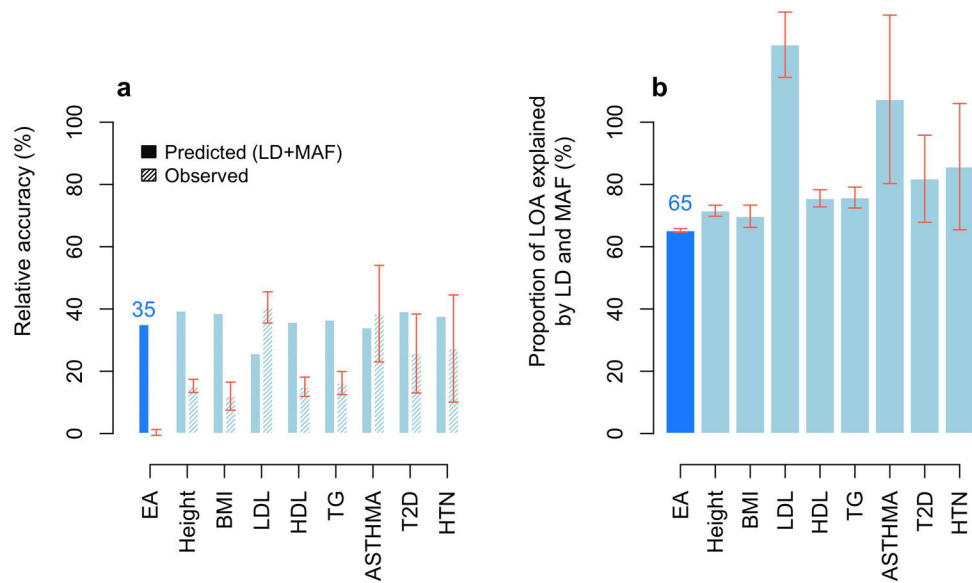 a
Relative accuracy (%)
100
80
60
40
20
0
Predicted (LD+MAF)
Observed
35
EA
Height
BMI
LDL
HDL
TG
ASTHMA
T2D
HTN
b
Proportion of LOA explained
by LD and MAF (%)
100
80
60
40
20
0
65
EA
Height
BMI
LDL
HDL
TG
ASTHMA
T2D
HTN